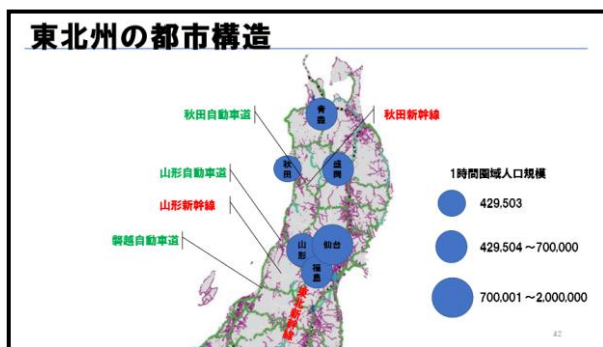 東北州の都市構造
秋田自動車道
秋田新幹線
青森
秋田
盛岡
山形自動車道
山形新幹線
磐越自動車道
山形
仙台
福島
東北新幹線
1時間圏域人口規模
429,503
429,504~700,000
700,001~2,000,000
42